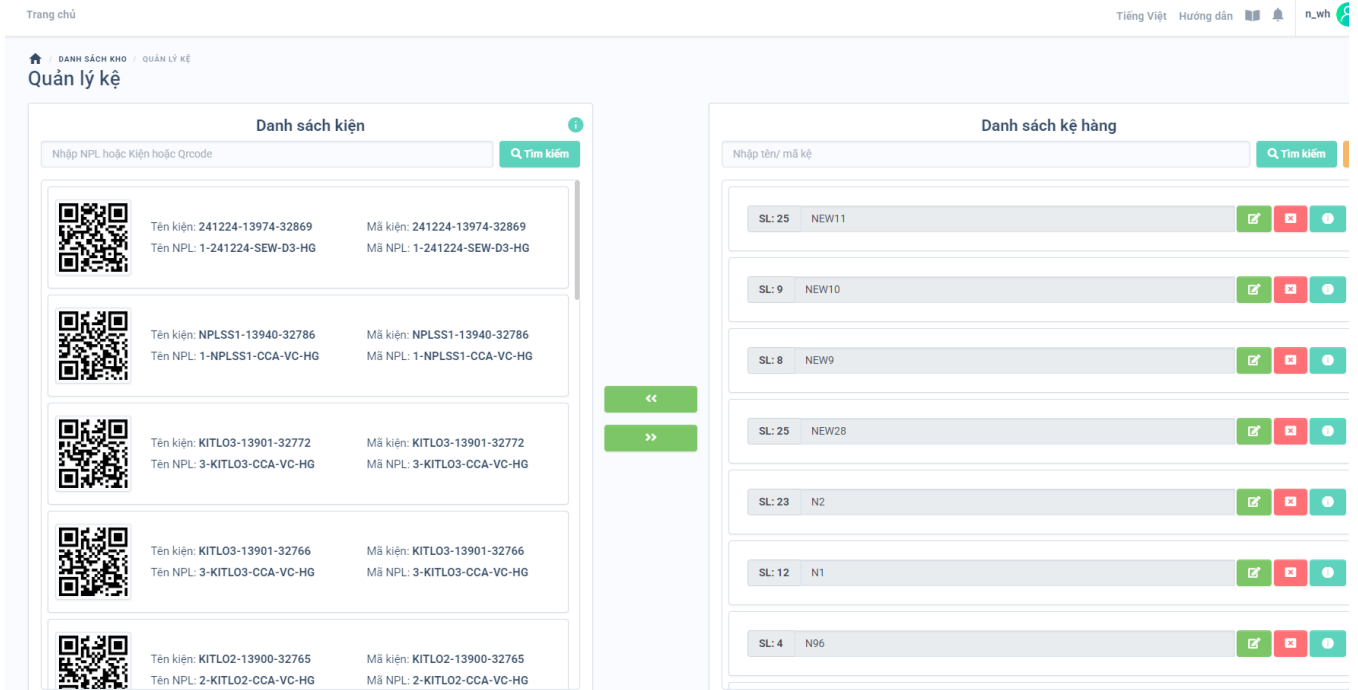 Trang chủ
Tiếng Việt Hướng dẫn n_wh
/ DANH SÁCH KHO / QUẢN LÝ KỆ
Quản lý kệ
Danh sách kiện
Nhập NPL hoặc Kiện hoặc Qrcode
Tìm kiếm
Tên kiện: 241224-13974-32869 Mã kiện: 241224-13974-32869
Tên NPL: 1-241224-SEW-D3-HG Mã NPL: 1-241224-SEW-D3-HG
Tên kiện: NPLSS1-13940-32786 Mã kiện: NPLSS1-13940-32786
Tên NPL: 1-NPLSS1-CCA-VC-HG Mã NPL: 1-NPLSS1-CCA-VC-HG
Tên kiện: KITLO3-13901-32772 Mã kiện: KITLO3-13901-32772
Tên NPL: 3-KITLO3-CCA-VC-HG Mã NPL: 3-KITLO3-CCA-VC-HG
Tên kiện: KITLO3-13901-32766 Mã kiện: KITLO3-13901-32766
Tên NPL: 3-KITLO3-CCA-VC-HG Mã NPL: 3-KITLO3-CCA-VC-HG
Tên kiện: KITLO2-13900-32765 Mã kiện: KITLO2-13900-32765
Tên NPL: 2-KITLO2-CCA-VC-HG Mã NPL: 2-KITLO2-CCA-VC-HG
Danh sách kệ hàng
Nhập tên/ mã kệ
Tìm kiếm
SL: 25 NEW11
SL: 9 NEW10
SL: 8 NEW9
SL: 25 NEW28
SL: 23 N2
SL: 12 N1
SL: 4 N96